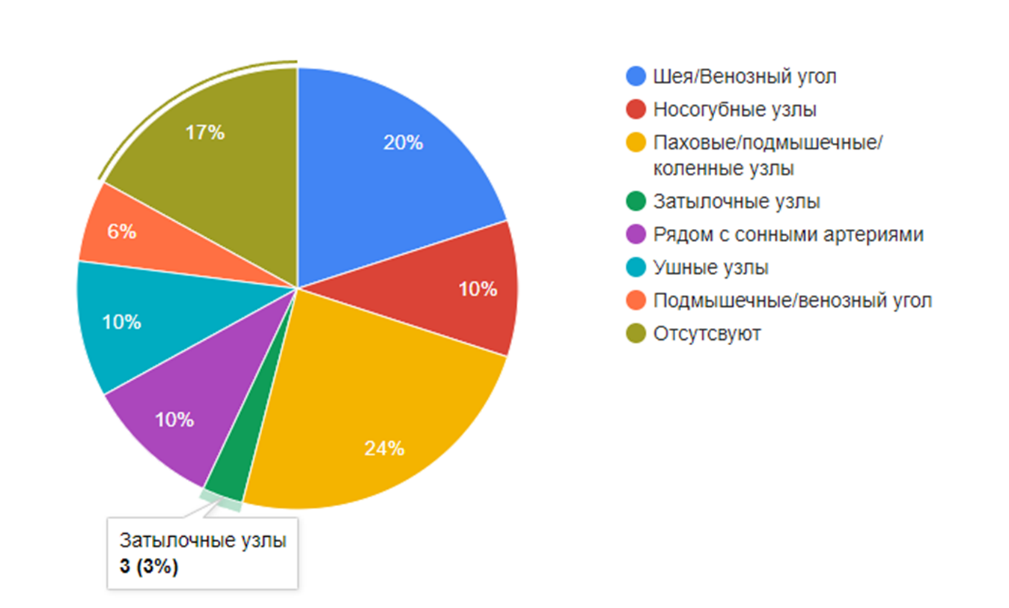 17%
20%
6%
10%
10%
10%
24%
Затылочные узлы
3 (3%)
Шея/Венозный угол
Носогубные узлы
Паховые/подмышечные/
коленные узлы
Затылочные узлы
Рядом с сонными артериями
Ушные узлы
Подмышечные/венозный угол
Отсутсвуют